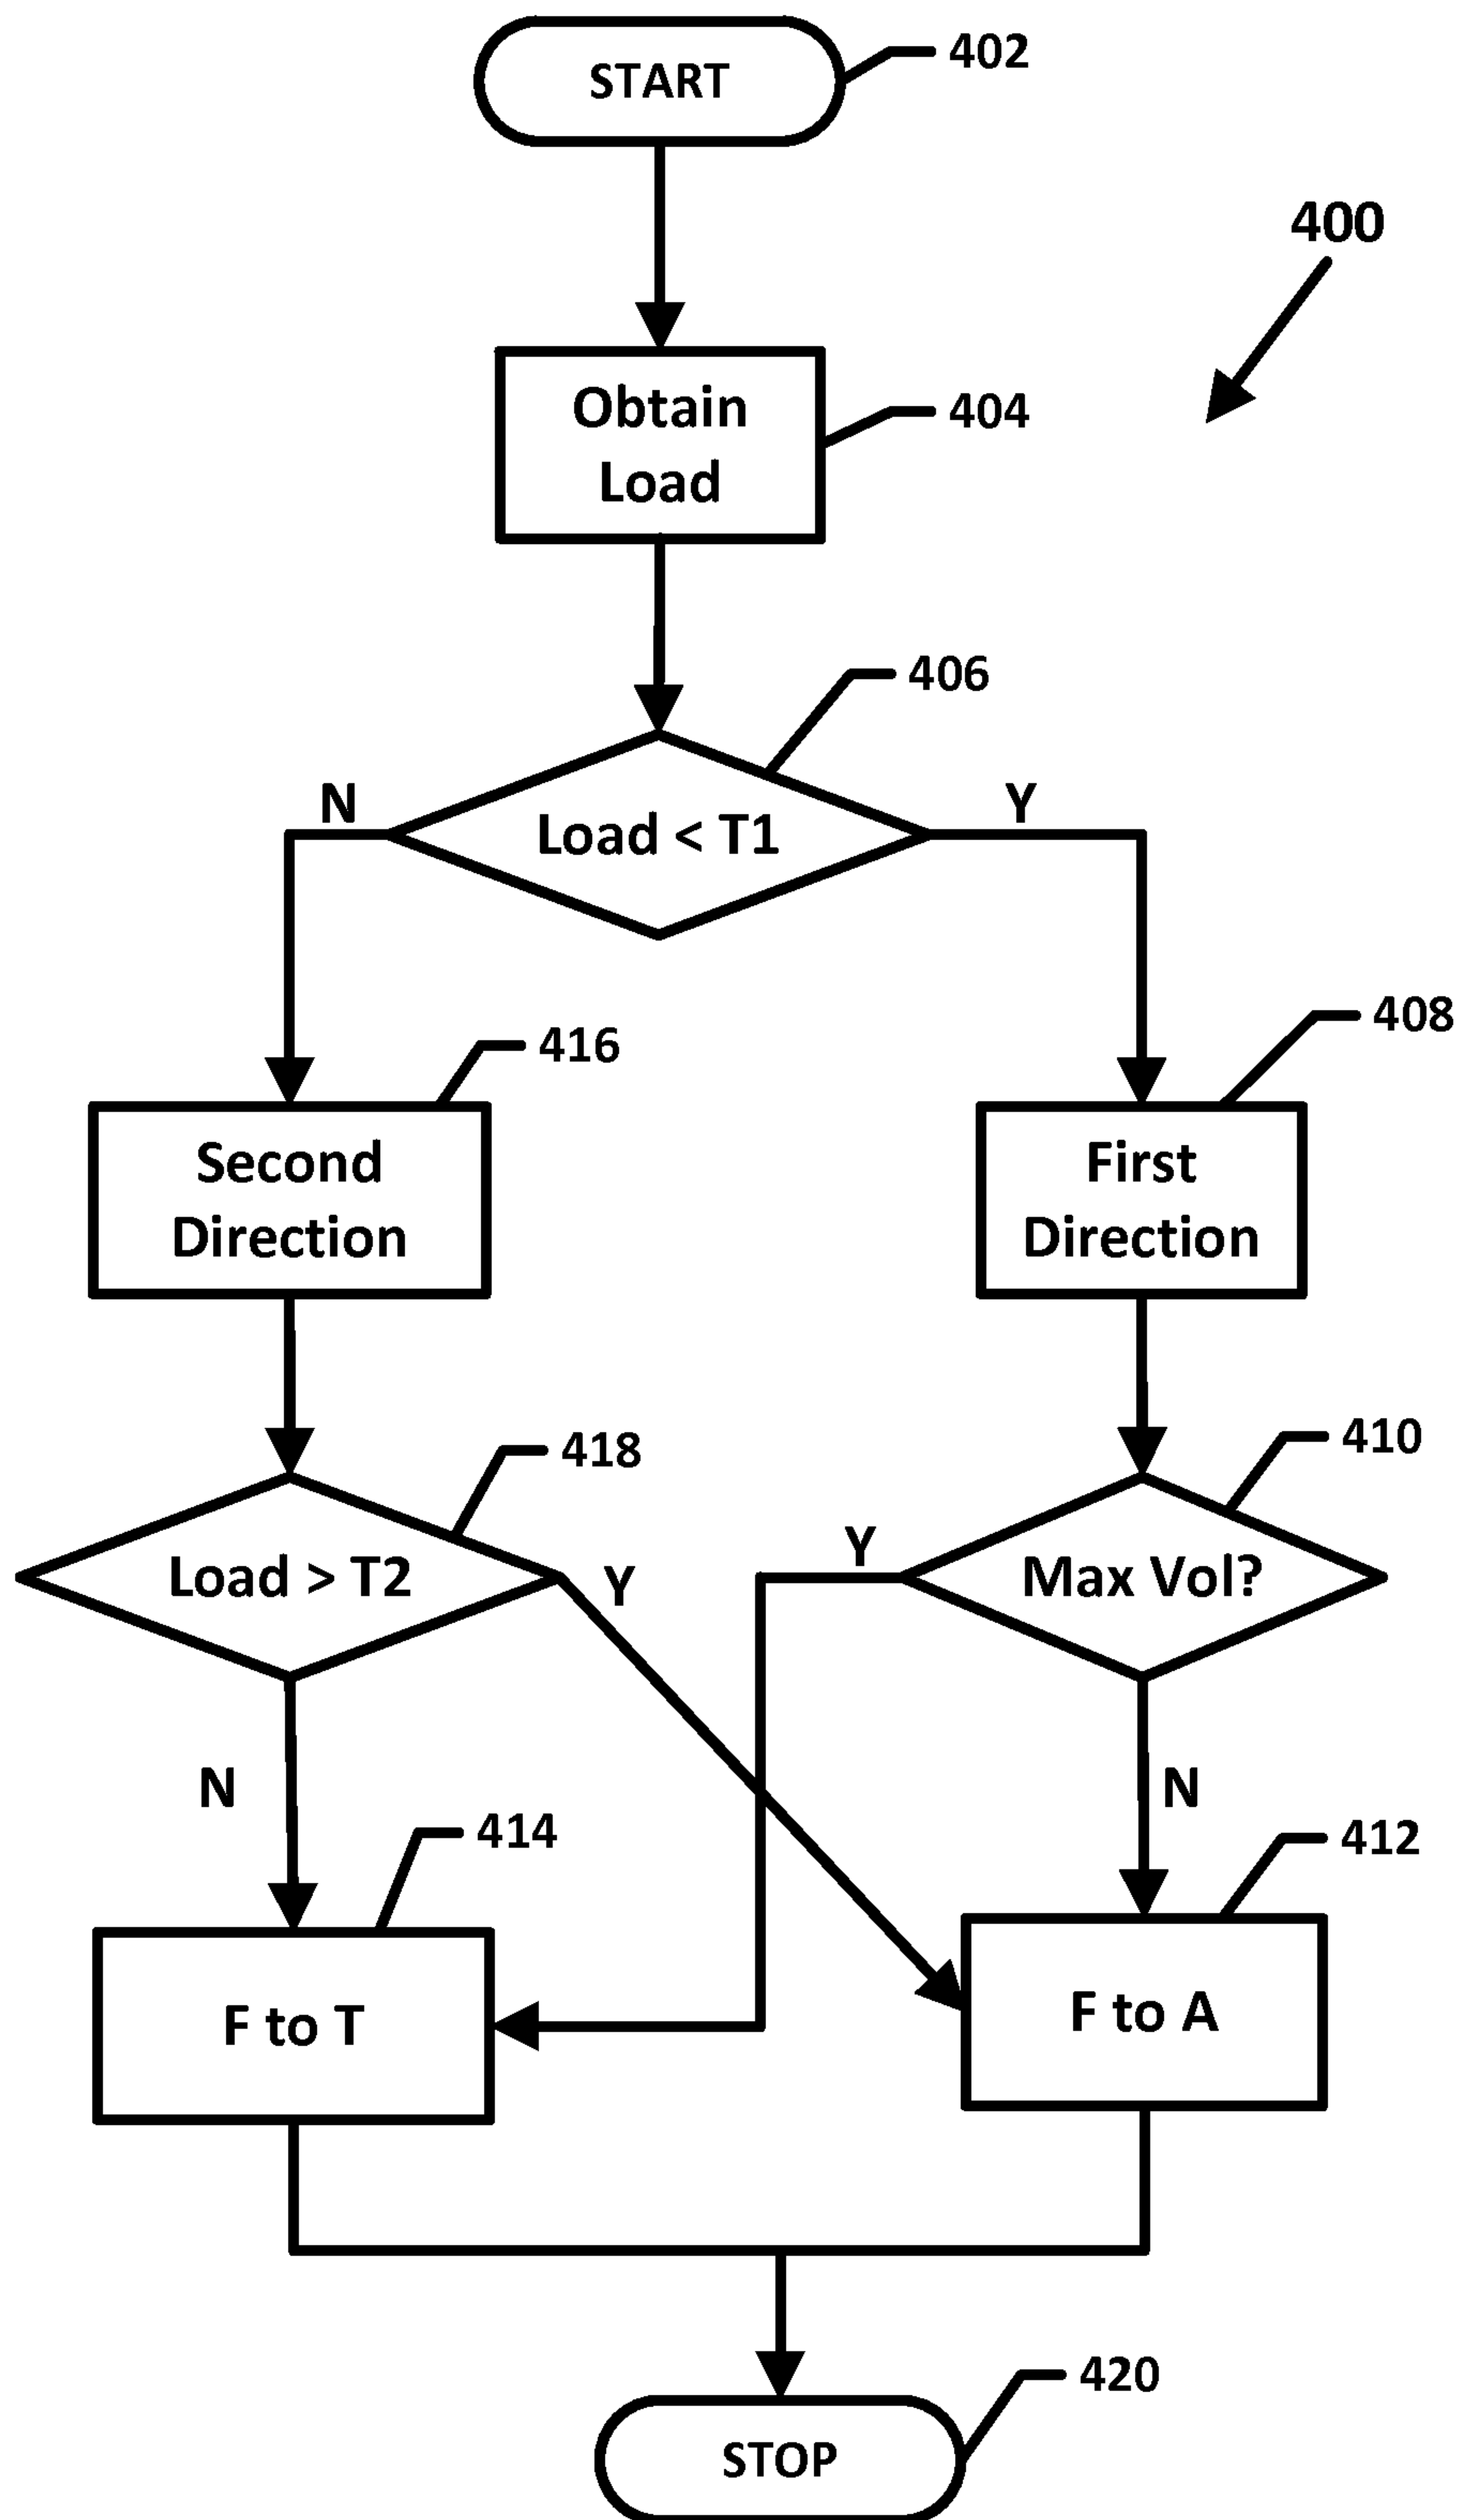 START
402
400
Obtain
Load
404
406
N
Load < T1
Y
416
408
Second
Direction
First
Direction
418
410
Load > T2
Y
Y
Max Vol?
N
N
414
412
F to T
F to A
420
STOP